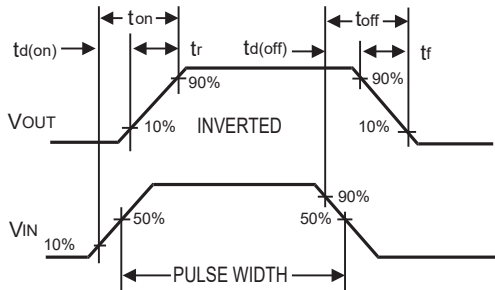 ton
toff
td(on)
tr
td(off)
tf
90%
90%
VOUT
10%
INVERTED
10%
90%
VIN
50%
50%
10%
PULSE WIDTH